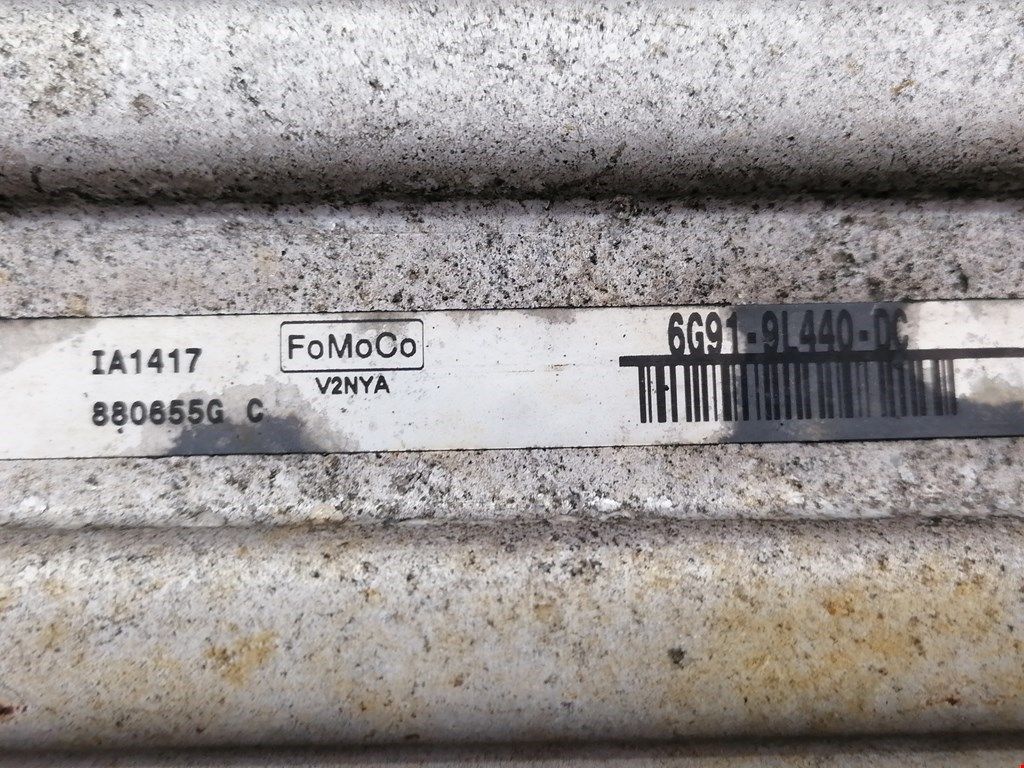 IA1417
880655G C
FoMoCo
V2NYA
6G91-9L440-DC